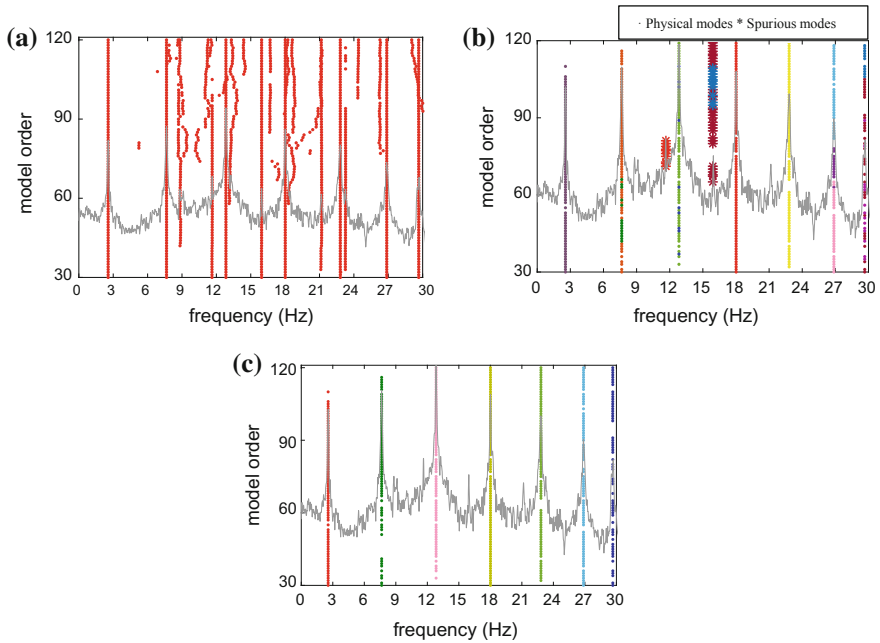 · Physical modes * Spurious modes
(a)
(b)
120
90
60
30
model order
0 3 6 9 12 15 18 21 24 27 30
frequency (Hz)
120
90
60
30
model order
0 3 6 9 12 15 18 21 24 27 30
frequency (Hz)
(c)
120
90
60
30
model order
0 3 6 9 12 15 18 21 24 27 30
frequency (Hz)